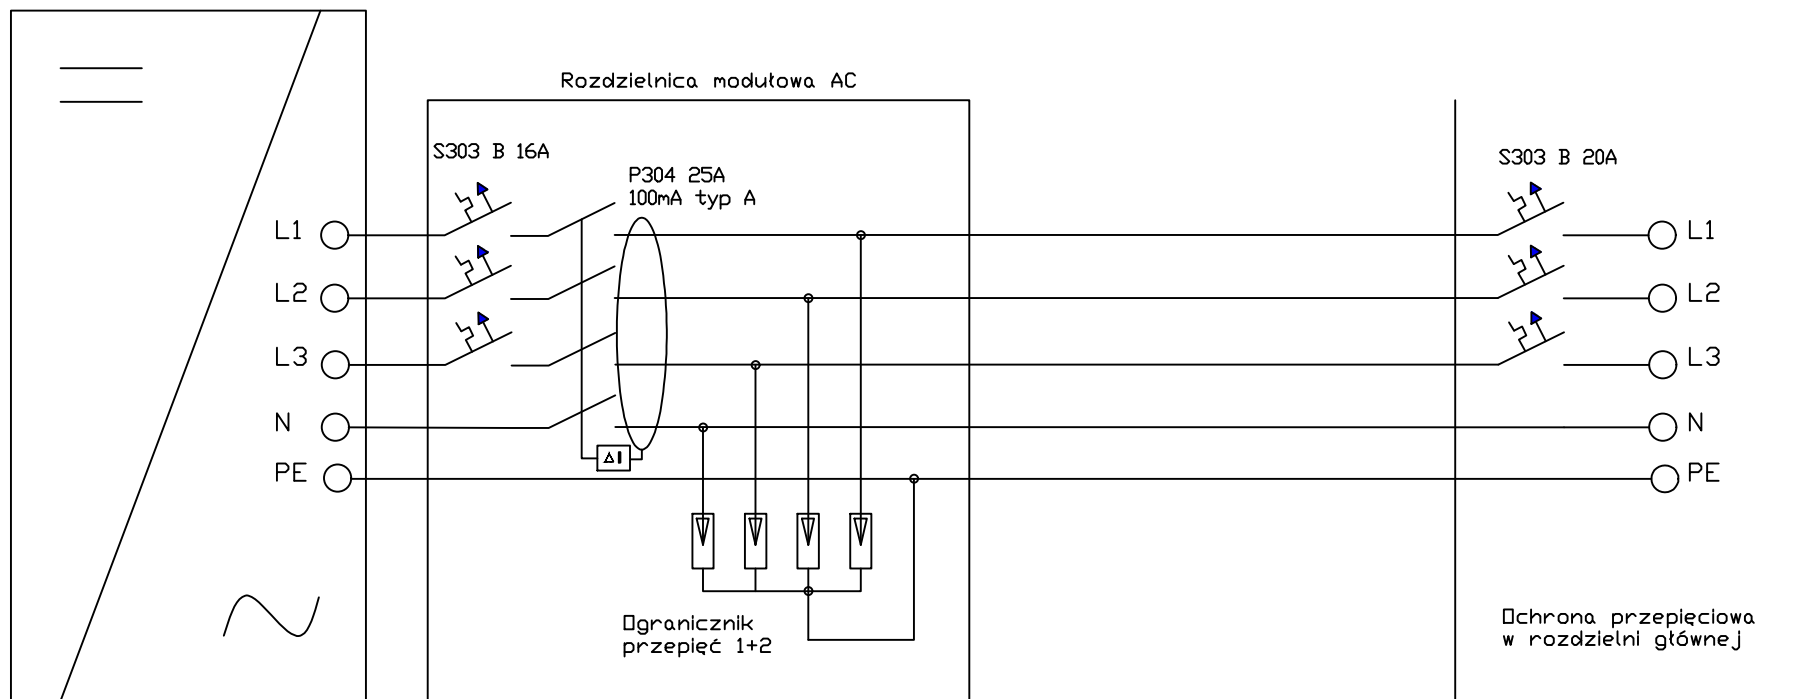 Rozdzielnica modułowa AC
S303 B 16A
P304 25A
100mA typ A
S303 B 20A
L1
L2
L3
N
PE
L1
L2
L3
N
PE
ΔI
Ogranicznik
przepięć 1+2
Ochrona przepięciowa
w rozdzielni głównej